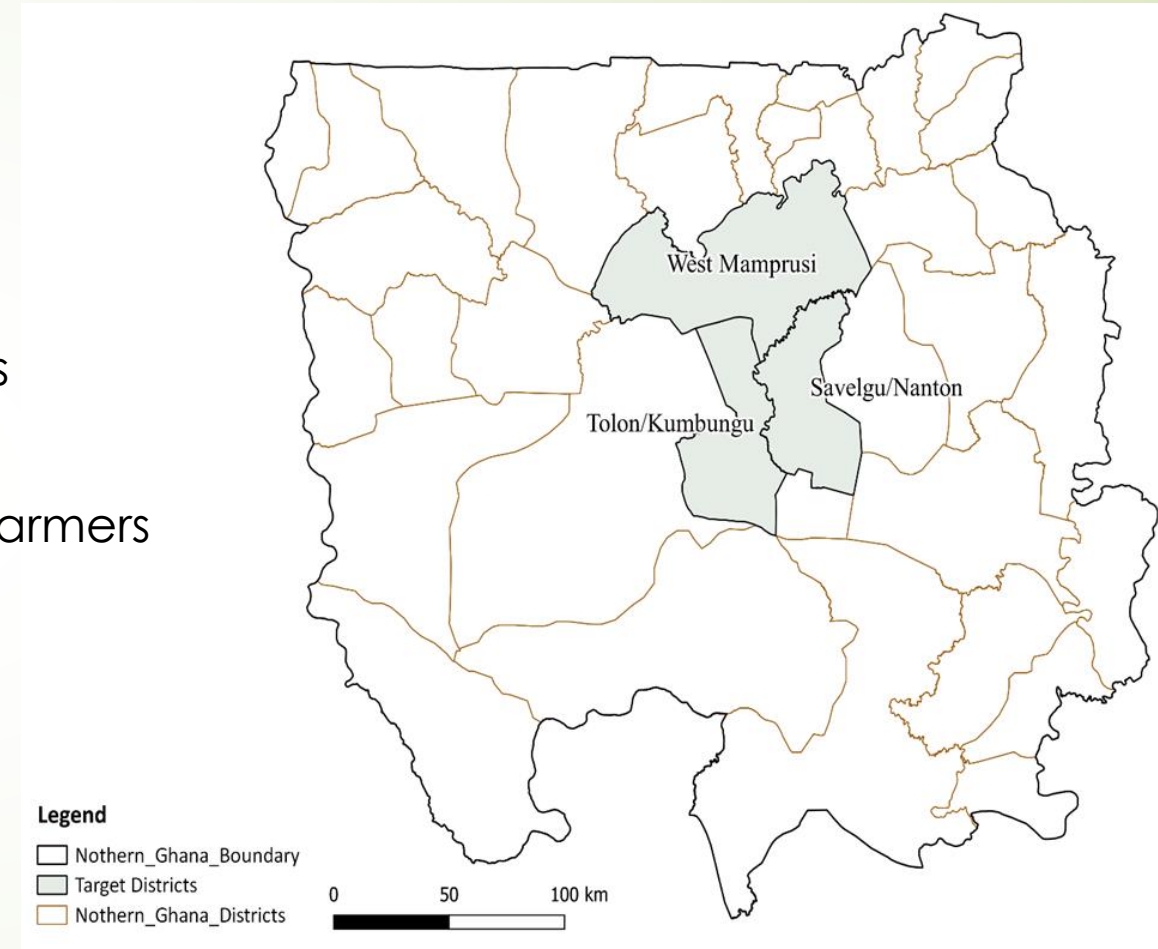 West Mamprusi
s
Savelgu/Nanton
Tolon/Kumbungu
armers
Legend
Nothern_Ghana_Boundary
Target Districts
Nothern_Ghana_Districts
0 50 100 km